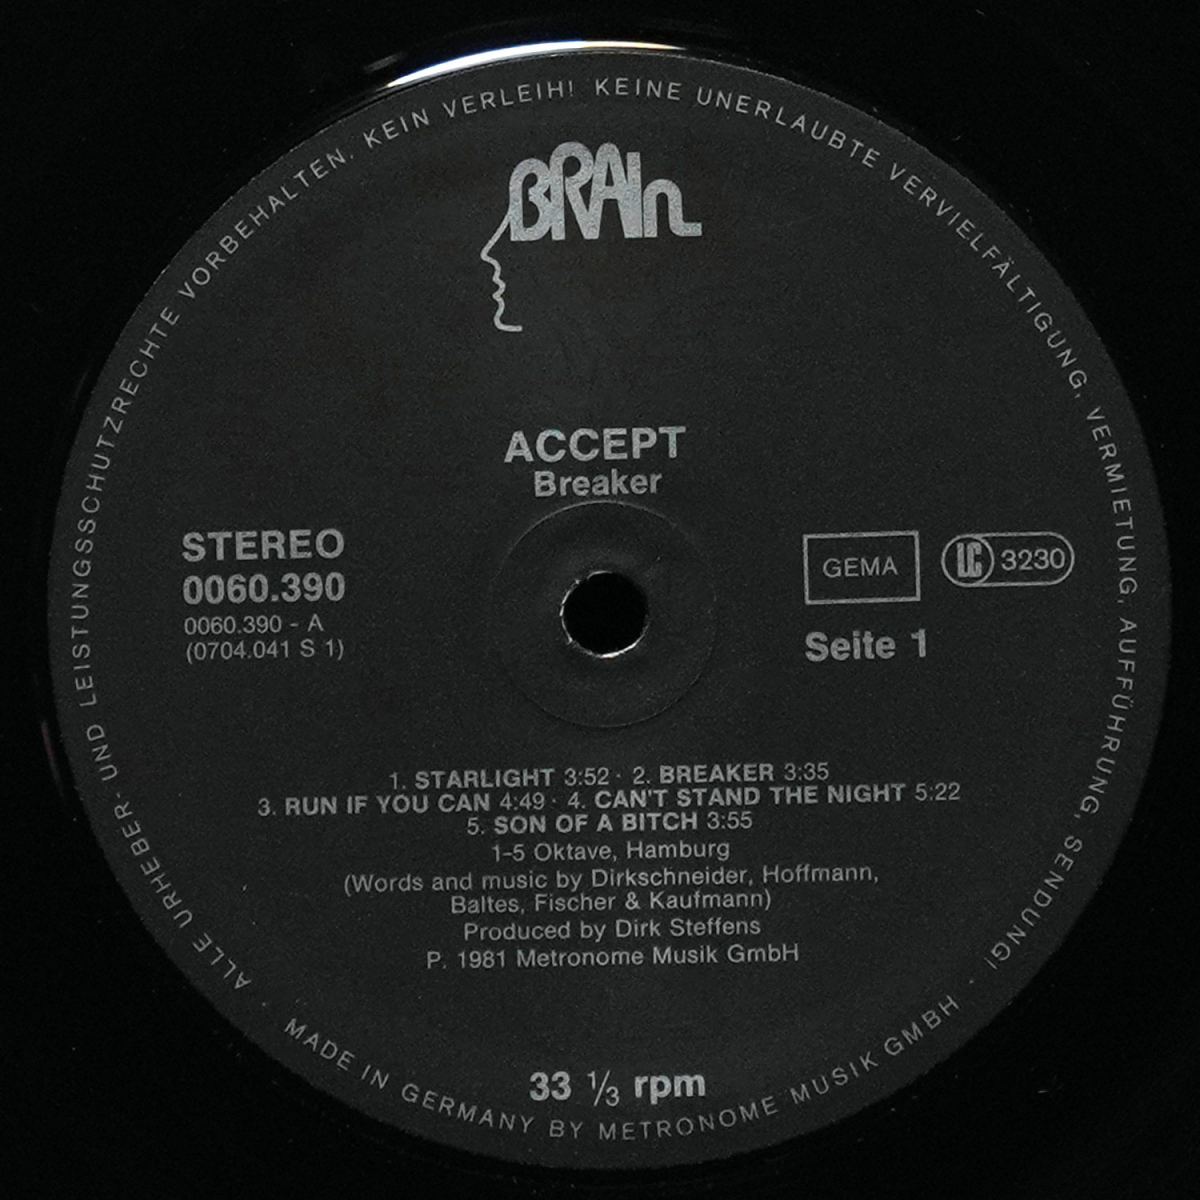 ALLE URHEBER- UND LEISTUNGSSCHUTZRECHTE VORBEHALTEN. KEIN VERLEIH! KEINE UNERLAUBTE VERVIELFÄLTIGUNG, VERMIETUNG, AUFFÜHRUNG, SENDUNG!
BRAIN
ACCEPT
Breaker
STEREO
0060.390
0060.390 - A
(0704.041 S 1)
GEMA
LC 3230
Seite 1
1. STARLIGHT 3:52 · 2. BREAKER 3:35
3. RUN IF YOU CAN 4:49 · 4. CAN'T STAND THE NIGHT 5:22
5. SON OF A BITCH 3:55
1-5 Oktave, Hamburg
(Words and music by Dirkschneider, Hoffmann,
Baltes, Fischer & Kaufmann)
Produced by Dirk Steffens
P. 1981 Metronome Musik GmbH
33 ⅓ rpm
· MADE IN GERMANY BY METRONOME MUSIK GMBH ·